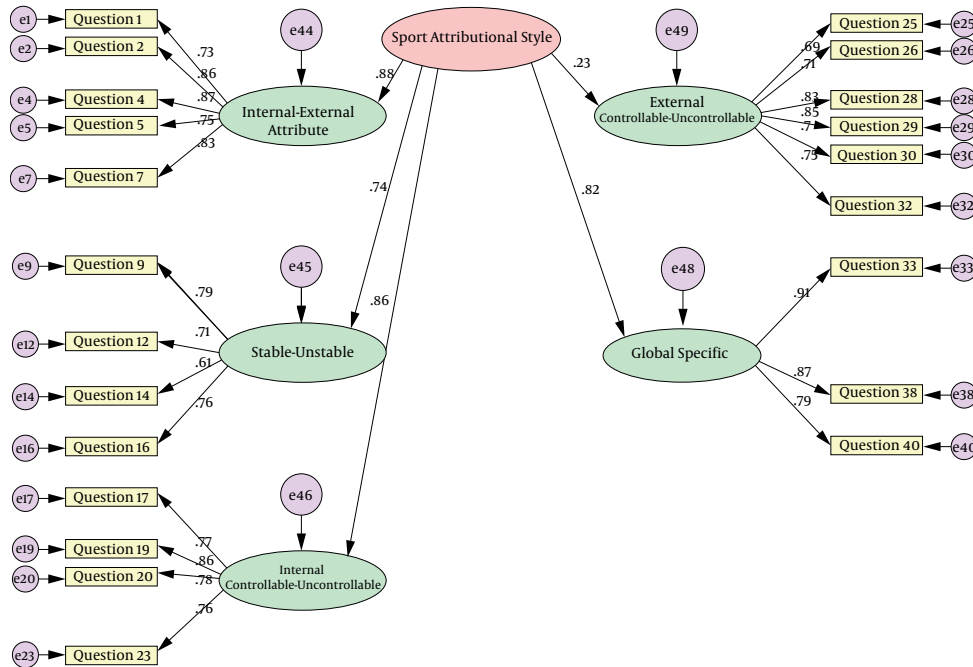 Sport Attributional Style
e1
Question 1
e2
Question 2
e4
Question 4
e5
Question 5
e7
Question 7
.73
.86
.87
.75
.83
e44
Internal-External
Attribute
.88
.23
e49
External
Controllable-Uncontrollable
.69
.71
.83
.85
.75
Question 25
e25
Question 26
e26
Question 28
e28
Question 29
e29
Question 30
e30
Question 32
e32
.74
.86
.82
e9
Question 9
e12
Question 12
e14
Question 14
e16
Question 16
.79
.71
.61
.76
e45
Stable-Unstable
e48
Global Specific
.91
.87
.79
Question 33
e33
Question 38
e38
Question 40
e40
e17
Question 17
e19
Question 19
e20
Question 20
e23
Question 23
.77
.86
.78
.76
e46
Internal
Controllable-Uncontrollable